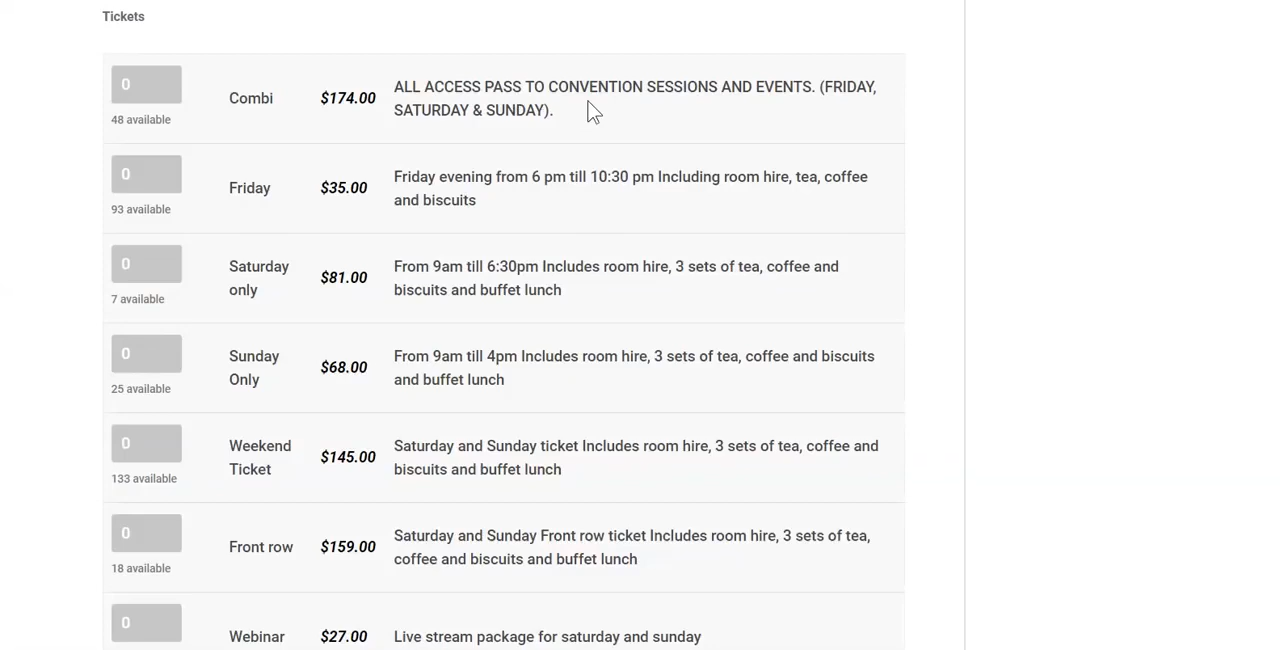 Tickets
0
48 available
Combi
$174.00
ALL ACCESS PASS TO CONVENTION SESSIONS AND EVENTS. (FRIDAY,
SATURDAY & SUNDAY).
0
93 available
Friday
$35.00
Friday evening from 6 pm till 10:30 pm Including room hire, tea, coffee
and biscuits
0
7 available
Saturday
only
$81.00
From 9am till 6:30pm Includes room hire, 3 sets of tea, coffee and
biscuits and buffet lunch
0
25 available
Sunday
Only
$68.00
From 9am till 4pm Includes room hire, 3 sets of tea, coffee and biscuits
and buffet lunch
0
133 available
Weekend
Ticket
$145.00
Saturday and Sunday ticket Includes room hire, 3 sets of tea, coffee and
biscuits and buffet lunch
0
18 available
Front row
$159.00
Saturday and Sunday Front row ticket Includes room hire, 3 sets of tea,
coffee and biscuits and buffet lunch
0
Webinar
$27.00
Live stream package for saturday and sunday